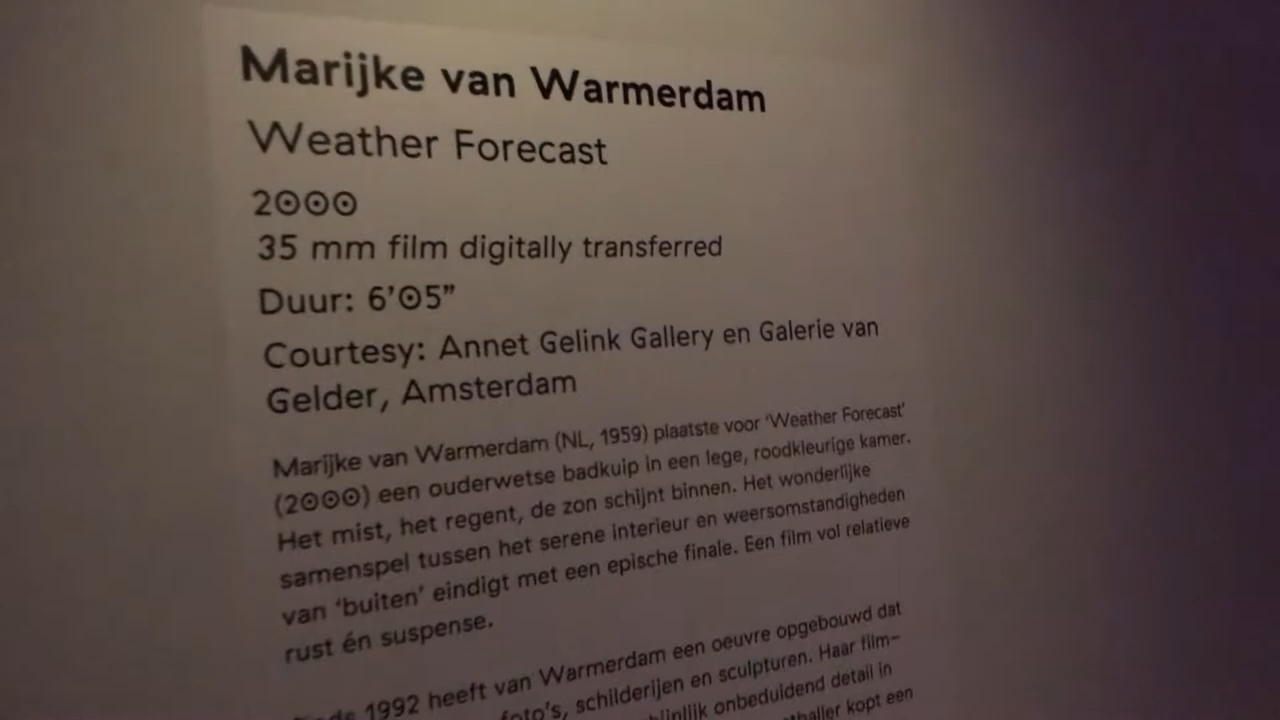 Marijke van Warmerdam
Weather Forecast
2000
35 mm film digitally transferred
Duur: 6’05”
Courtesy: Annet Gelink Gallery en Galerie van
Gelder, Amsterdam
Marijke van Warmerdam (NL, 1959) plaatste voor ‘Weather Forecast’
(2000) een ouderwetse badkuip in een lege, roodkleurige kamer.
Het mist, het regent, de zon schijnt binnen. Het wonderlijke
samenspel tussen het serene interieur en weersomstandigheden
van ‘buiten’ eindigt met een epische finale. Een film vol relatieve
rust én suspense.
1992 heeft van Warmerdam een oeuvre opgebouwd dat
foto’s, schilderijen en sculpturen. Haar film–
onbeduidend detail in
kopt een